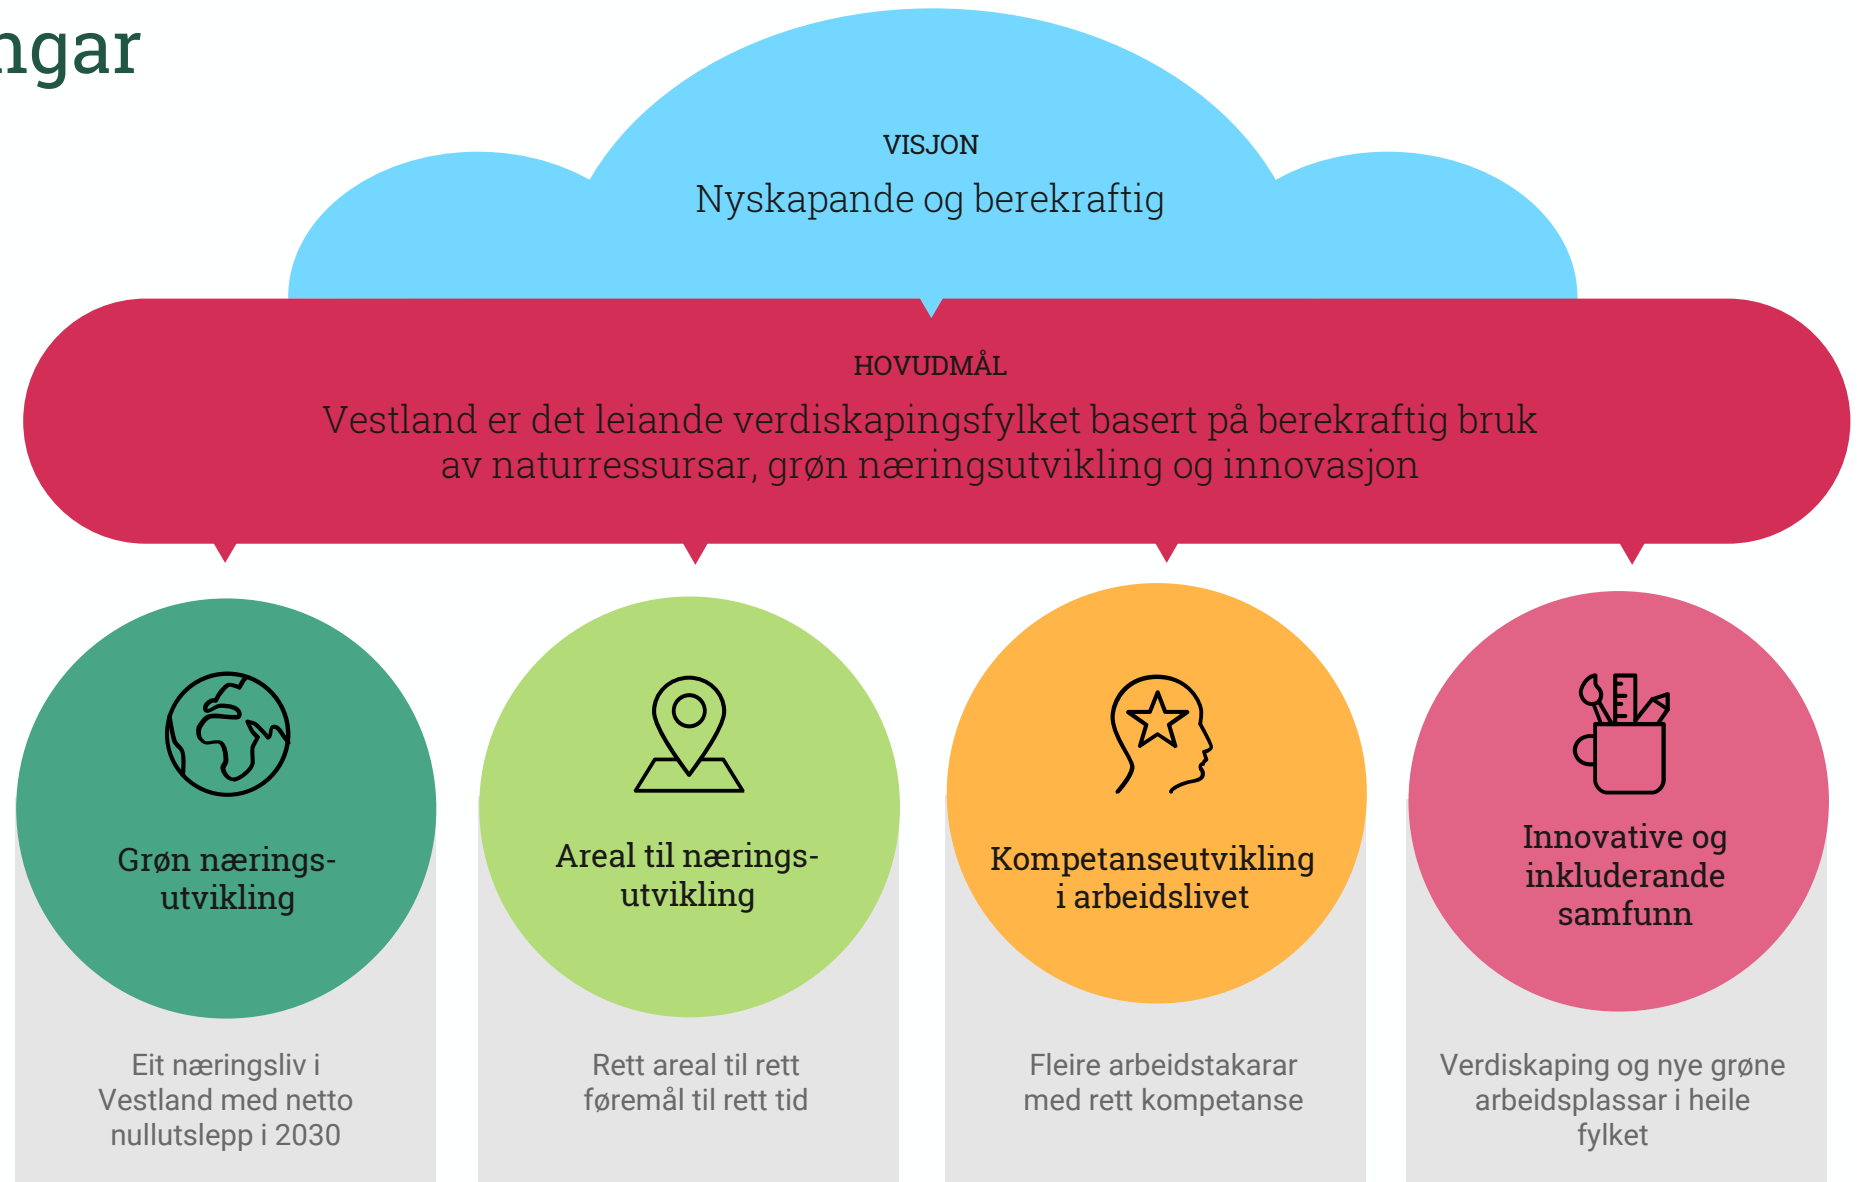 ngar
VISJON
Nyskapande og berekraftig
HOVUDMÅL
Vestland er det leiande verdiskapingsfylket basert på berekraftig bruk
av naturressursar, grøn næringsutvikling og innovasjon
Grøn nærings-
utvikling
Eit næringsliv i
Vestland med netto
nullutslepp i 2030
Areal til nærings-
utvikling
Rett areal til rett
føremål til rett tid
Kompetanseutvikling
i arbeidslivet
Fleire arbeidstakarar
med rett kompetanse
Innovative og
inkluderande
samfunn
Verdiskaping og nye grøne
arbeidsplassar i heile
fylket